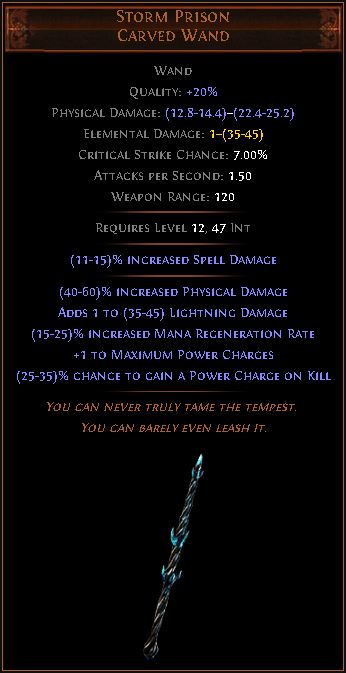 Storm Prison
Carved Wand
Wand
Quality: +20%
Physical Damage: (12.8-14.4)–(22.4-25.2)
Elemental Damage: 1–(35-45)
Critical Strike Change: 7.00%
Attacks per Second: 1.50
Weapon Range: 120
Requires Level 12, 47 Int
(11-15)% increased Spell Damage
(40-60)% increased Physical Damage
Adds 1 to (35-45) Lightning Damage
(15-25)% increased Mana Regeneration Rate
+1 to Maximum Power Charges
(25-35)% chance to gain a Power Charge on Kill
You can never truly tame the tempest.
You can barely even leash it.